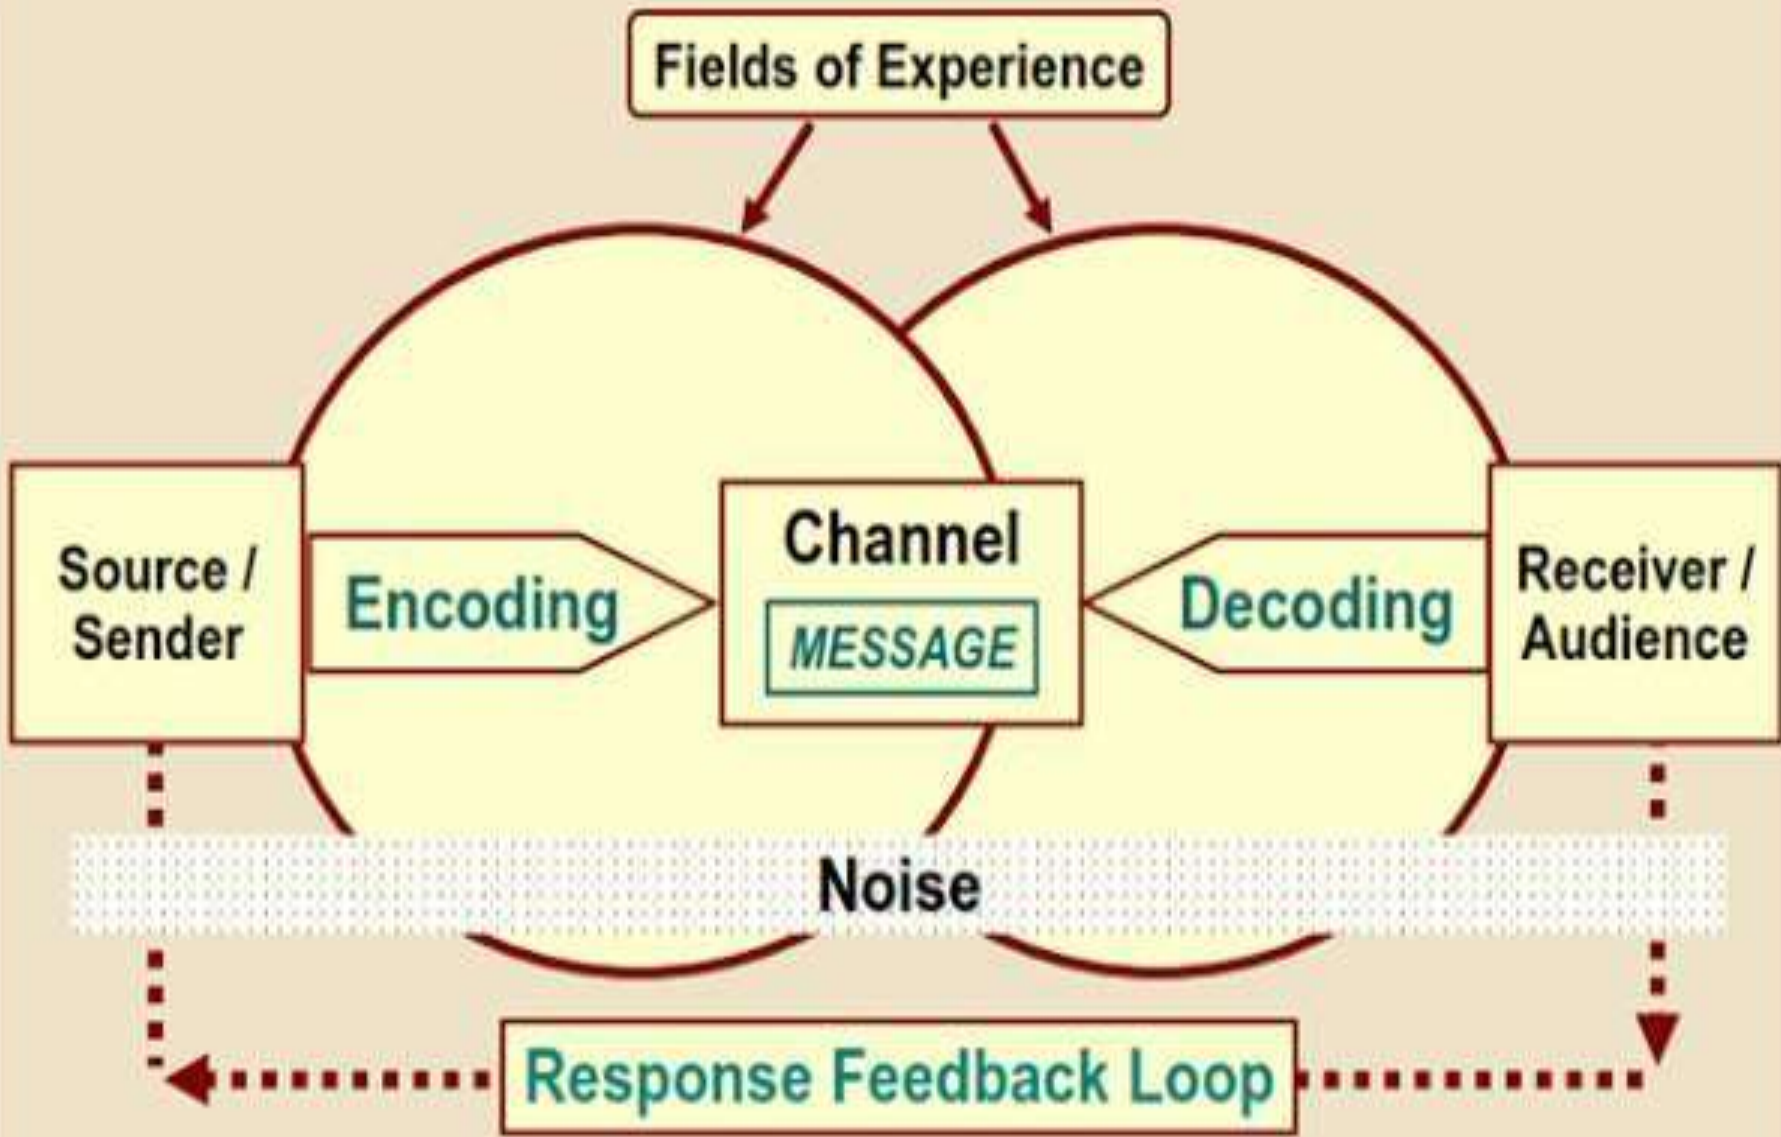 Fields of Experience
Source /
Sender
Encoding
Channel
MESSAGE
Decoding
Receiver /
Audience
Noise
Response Feedback Loop